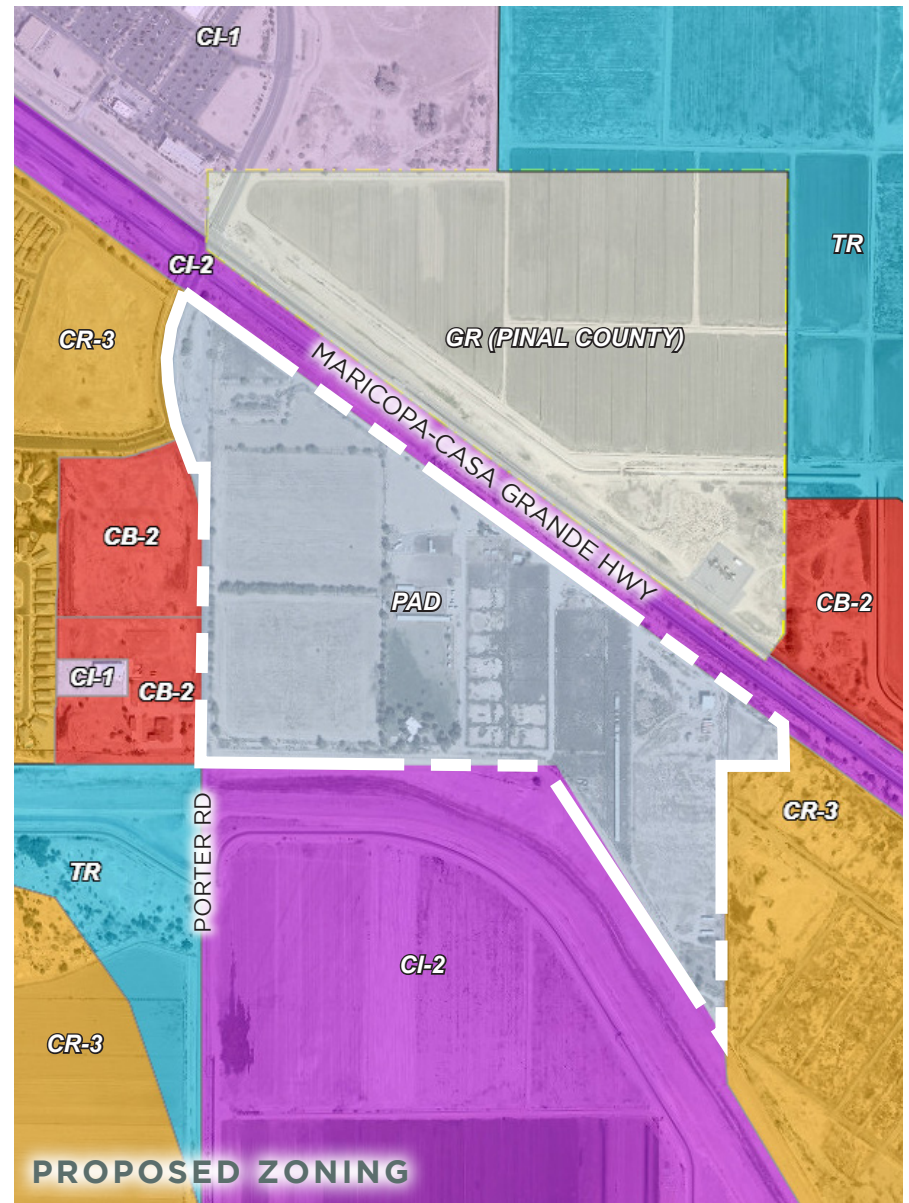 CI-1
TR
CI-2
CR-3
GR (PINAL COUNTY)
MARICOPA-CASA GRANDE HWY
CB-2
PAD
CB-2
CI-1
CB-2
PORTER RD
CR-3
TR
CI-2
CR-3
PROPOSED ZONING